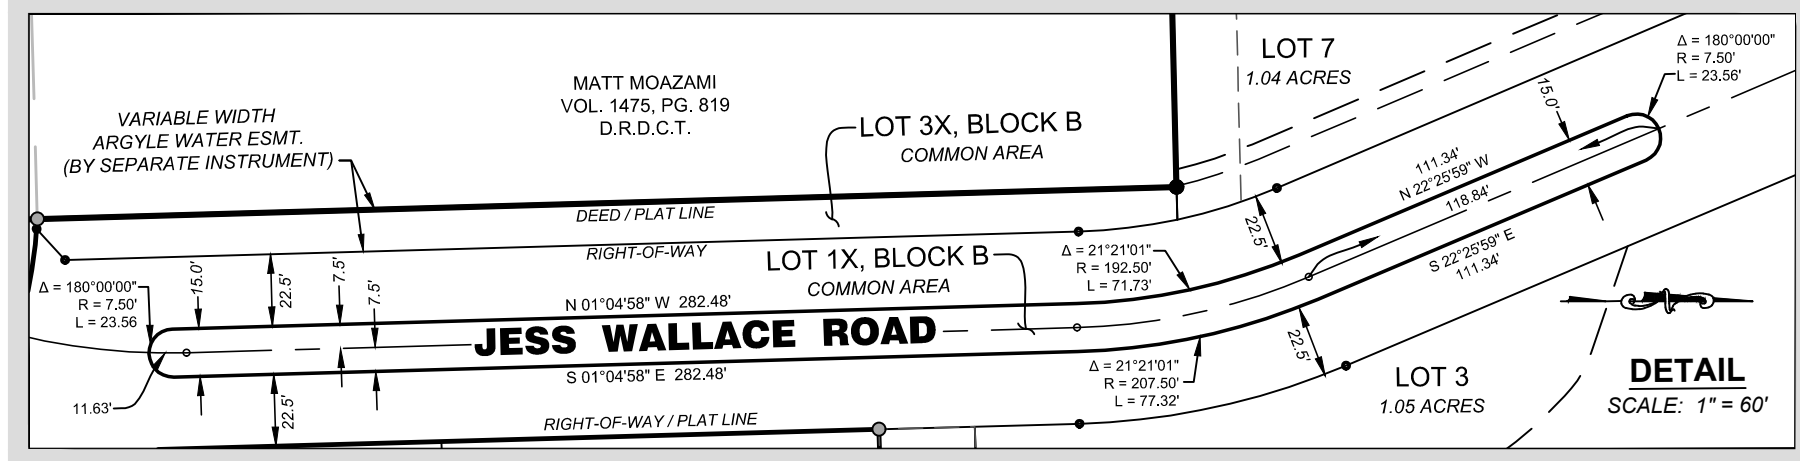 MATT MOAZAMI
VOL. 1475, PG. 819
D.R.D.C.T.
VARIABLE WIDTH
ARGYLE WATER ESMT.
(BY SEPARATE INSTRUMENT)
LOT 3X, BLOCK B
COMMON AREA
LOT 7
1.04 ACRES
Δ = 180°00'00"
R = 7.50'
L = 23.56'
15.0'
111.34'
N 22°25'59" W
118.84'
S 22°25'59" E
111.34'
DEED / PLAT LINE
RIGHT-OF-WAY
LOT 1X, BLOCK B
COMMON AREA
Δ = 21°21'01"
R = 192.50'
L = 71.73'
22.5'
Δ = 180°00'00"
R = 7.50'
L = 23.56
15.0'
22.5'
7.5'
7.5'
N 01°04'58" W 282.48'
JESS WALLACE ROAD
S 01°04'58" E 282.48'
11.63'
22.5'
RIGHT-OF-WAY / PLAT LINE
Δ = 21°21'01"
R = 207.50'
L = 77.32'
22.5'
LOT 3
1.05 ACRES
DETAIL
SCALE: 1" = 60'